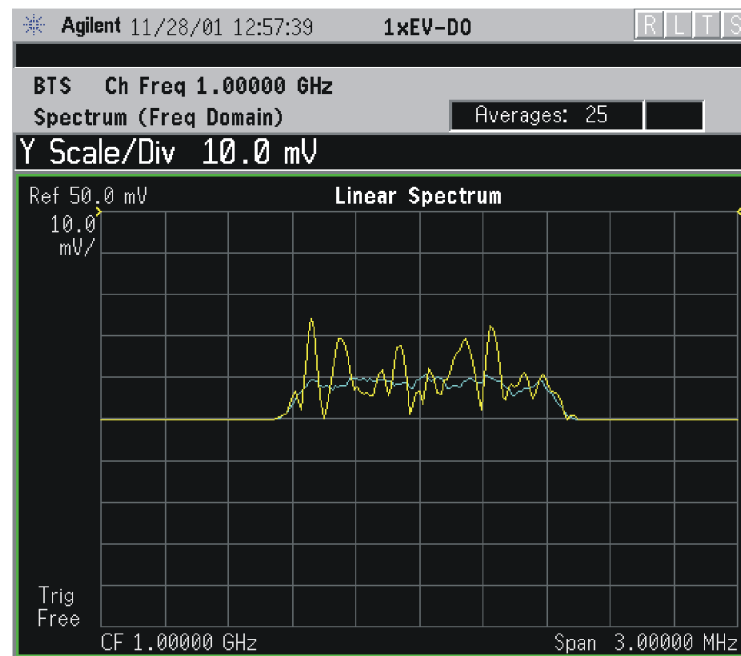 Agilent 11/28/01 12:57:39 1xEV-DO R L T S
BTS Ch Freq 1.00000 GHz
Spectrum (Freq Domain) Averages: 25
Y Scale/Div 10.0 mV
Ref 50.0 mV Linear Spectrum
10.0
mV/
Trig
Free
CF 1.00000 GHz Span 3.00000 MHz